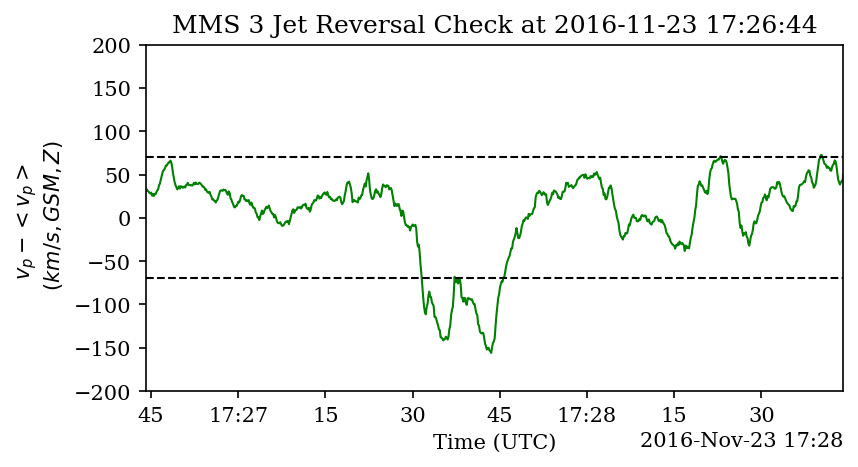 MMS 3 Jet Reversal Check at 2016-11-23 17:26:44
200
150
100
50
0
−50
−100
−150
−200
v_p − < v_p >
(km/s, GSM, Z)
45 17:27 15 30 45 17:28 15 30
Time (UTC)
2016-Nov-23 17:28